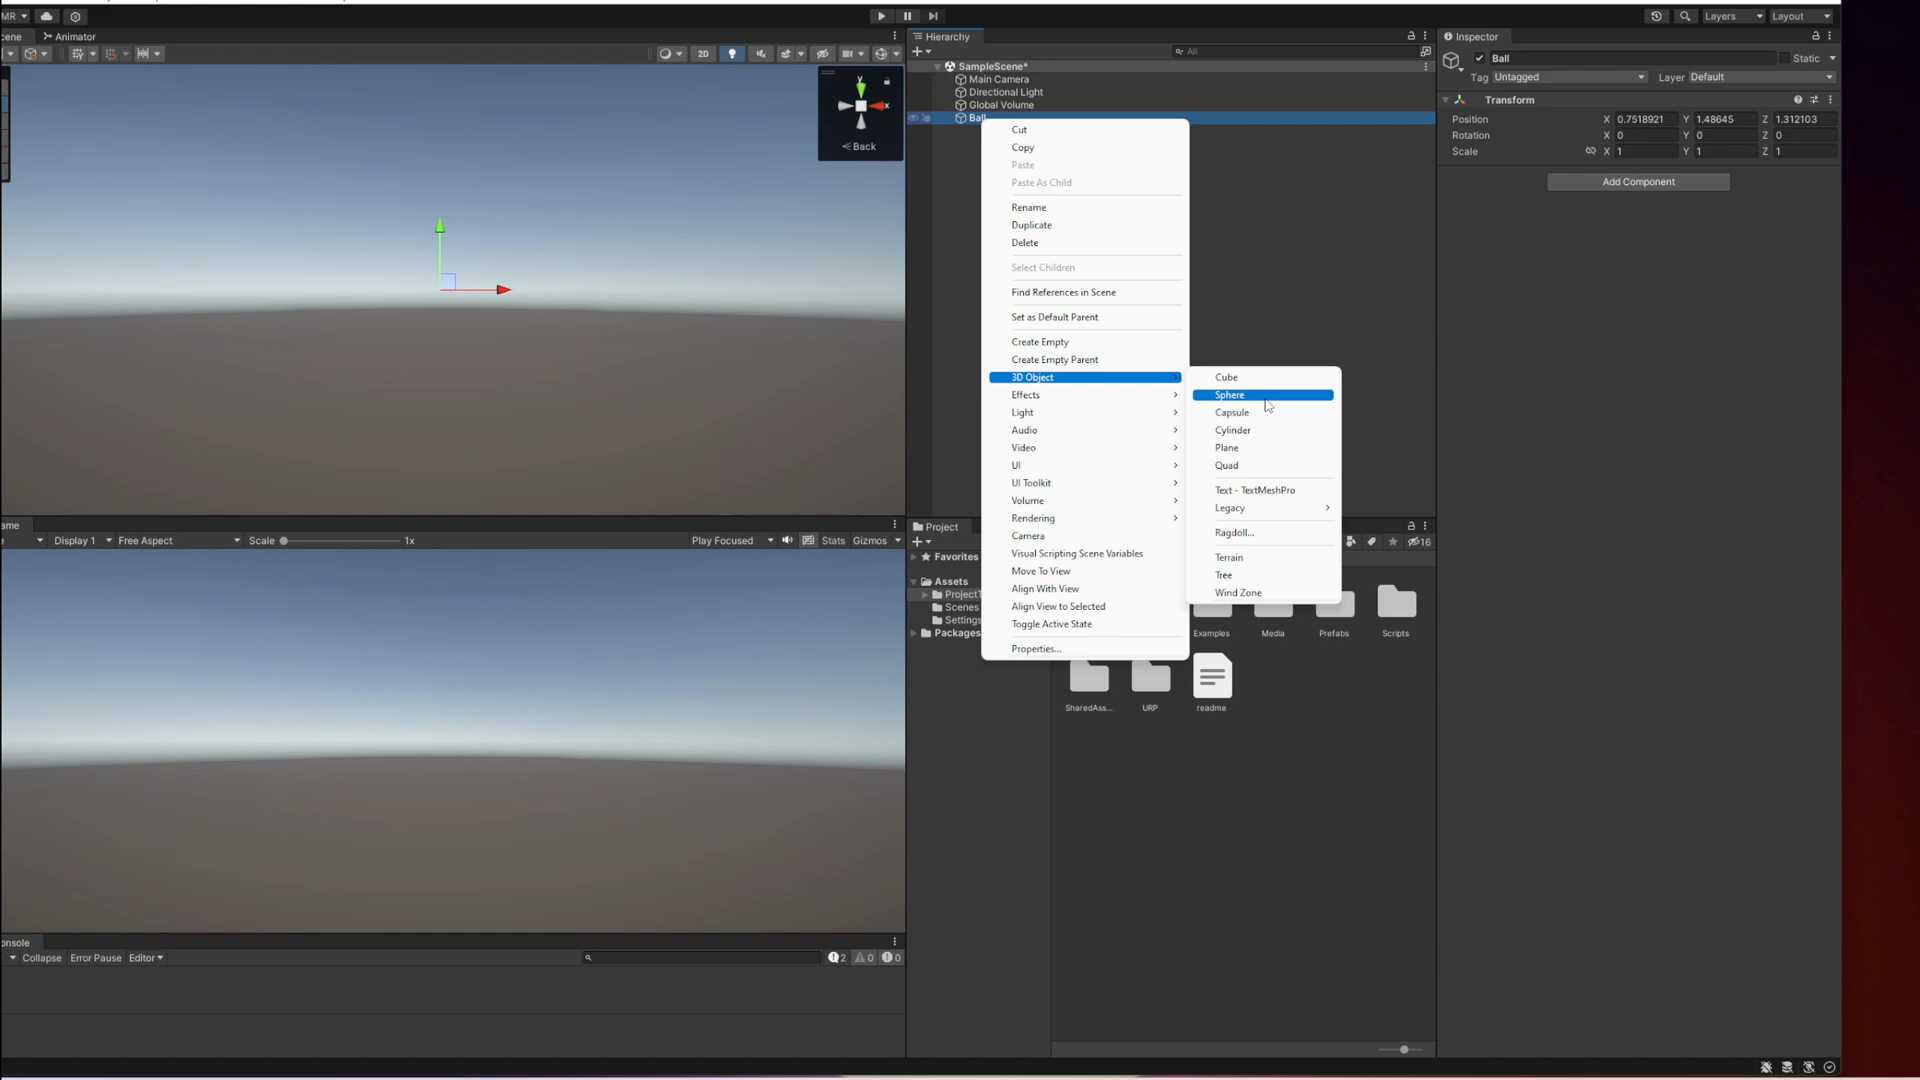 MR
Layers
Layout
cene
Animator
2D
Hierarchy
All
SampleScene*
Main Camera
Directional Light
Global Volume
Ball
y
x
Back
Inspector
Ball
Static
Tag Untagged
Layer Default
Transform
Position X 0.7518921 Y 1.48645 Z 1.312103
Rotation X 0 Y 0 Z 0
Scale X 1 Y 1 Z 1
Add Component
Cut
Copy
Paste
Paste As Child
Rename
Duplicate
Delete
Select Children
Find References in Scene
Set as Default Parent
Create Empty
Create Empty Parent
3D Object
Effects
Light
Audio
Video
UI
UI Toolkit
Volume
Rendering
Camera
Visual Scripting Scene Variables
Move To View
Align With View
Align View to Selected
Toggle Active State
Properties...
Cube
Sphere
Capsule
Cylinder
Plane
Quad
Text - TextMeshPro
Legacy
Ragdoll...
Terrain
Tree
Wind Zone
ame
Display 1
Free Aspect
Scale
1x
Play Focused
Stats
Gizmos
Project
16
Favorites
Assets
ProjectT
Scenes
Settings
Packages
Examples
Media
Prefabs
Scripts
SharedAss...
URP
readme
onsole
Collapse
Error Pause
Editor
2
0
0